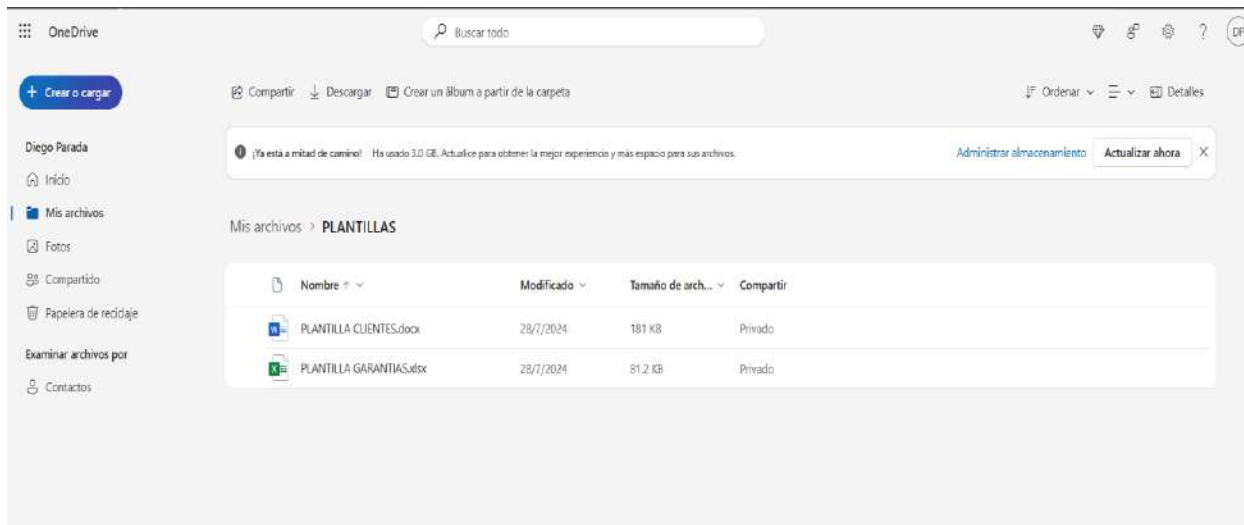 OneDrive
Buscar todo
DP
+ Crear o cargar
Compartir Descargar Crear un álbum a partir de la carpeta
Ordenar Detalles
Diego Parada
¡Ya está a mitad de camino! Ha usado 3.0 GB. Actualice para obtener la mejor experiencia y más espacio para sus archivos.
Administrar almacenamiento Actualizar ahora
Inicio
Mis archivos
Fotos
Compartido
Papelera de reciclaje
Examinar archivos por
Contactos
Mis archivos > PLANTILLAS
Nombre Modificado Tamaño de arch... Compartir
PLANTILLA CLIENTES.docx 28/7/2024 181 KB Privado
PLANTILLA GARANTIAS.xlsx 28/7/2024 81.2 KB Privado